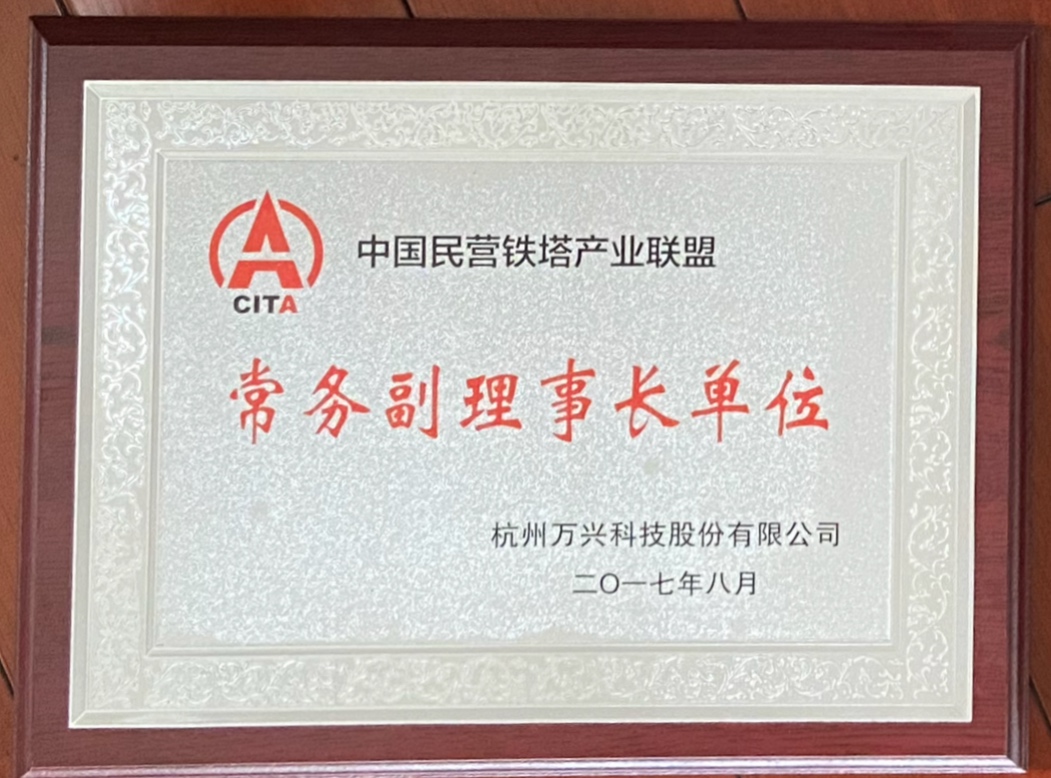 中国民营铁塔产业联盟
CITA
常务副理事长单位
杭州万兴科技股份有限公司
二〇一七年八月